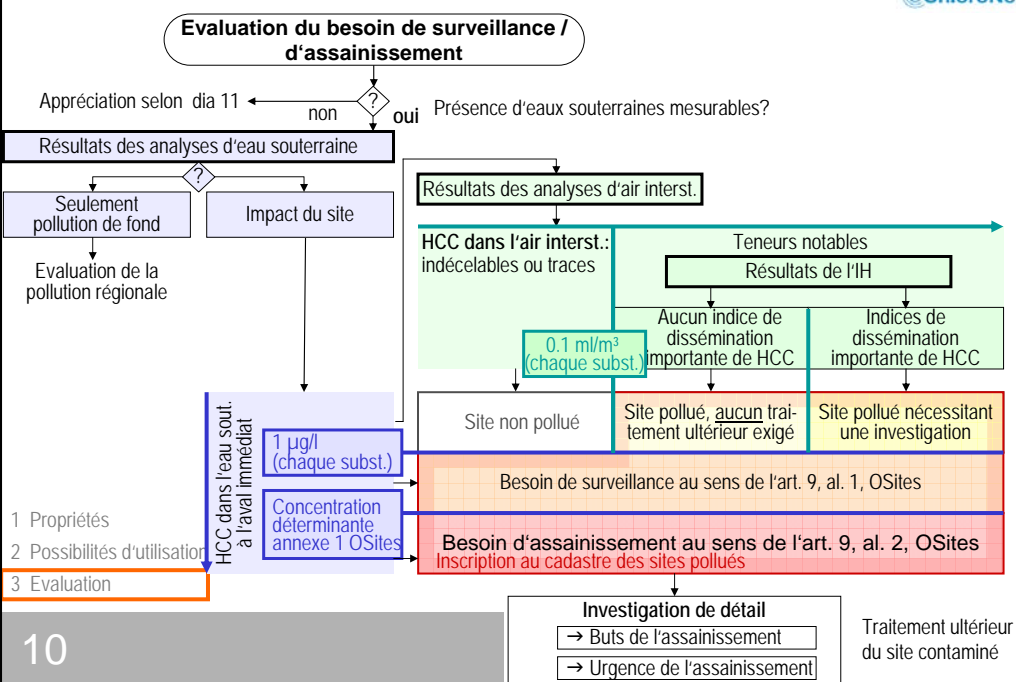 Evaluation du besoin de surveillance /
d'assainissement
Appréciation selon dia 11
?
non
oui
Présence d'eaux souterraines mesurables?
Résultats des analyses d'eau souterraine
?
Seulement
pollution de fond
Impact du site
Evaluation de la
pollution régionale
Résultats des analyses d'air interst.
HCC dans l'air interst.:
indécelables ou traces
Teneurs notables
Résultats de l'IH
Aucun indice de
dissémination
importante de HCC
Indices de
dissémination
importante de HCC
0.1 ml/m³
(chaque subst.)
Site non pollué
Site pollué, aucun trai-
tement ultérieur exigé
Site pollué nécessitant
une investigation
HCC dans l'eau sout.
à l'aval immédiat
1 µg/l
(chaque subst.)
Besoin de surveillance au sens de l'art. 9, al. 1, OSites
Concentration
déterminante
annexe 1 OSites
Besoin d'assainissement au sens de l'art. 9, al. 2, OSites
Inscription au cadastre des sites pollués
1 Propriétés
2 Possibilités d'utilisation
3 Evaluation
10
Investigation de détail
→ Buts de l'assainissement
→ Urgence de l'assainissement
Traitement ultérieur
du site contaminé